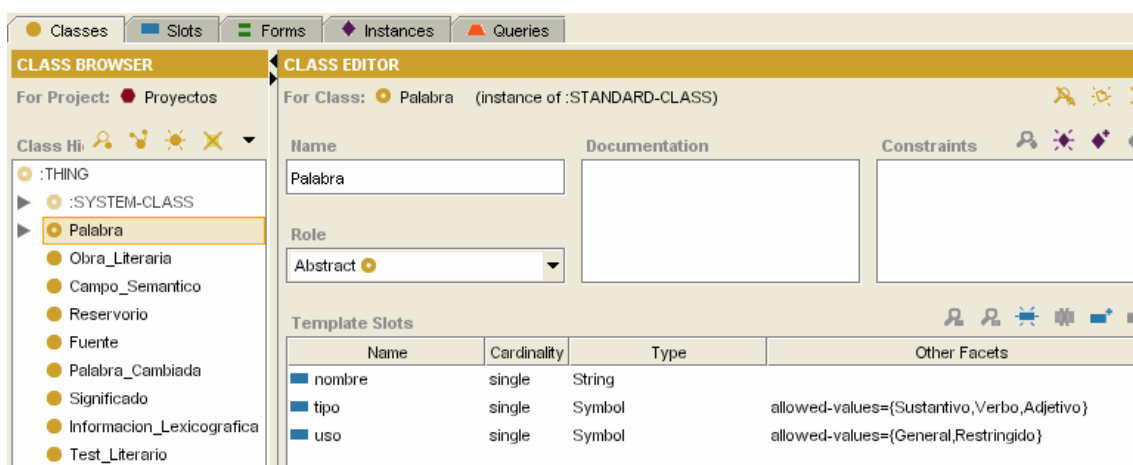 Classes Slots Forms Instances Queries
CLASS BROWSER
For Project: Proyectos
Class Hi
:THING
:SYSTEM-CLASS
Palabra
Obra_Literaria
Campo_Semantico
Reservorio
Fuente
Palabra_Cambiada
Significado
Informacion_Lexicografica
Test_Literario
CLASS EDITOR
For Class: Palabra (instance of :STANDARD-CLASS)
Name Documentation Constraints
Palabra
Role
Abstract
Template Slots
Name Cardinality Type Other Facets
nombre single String
tipo single Symbol allowed-values={Sustantivo,Verbo,Adjetivo}
uso single Symbol allowed-values={General,Restringido}